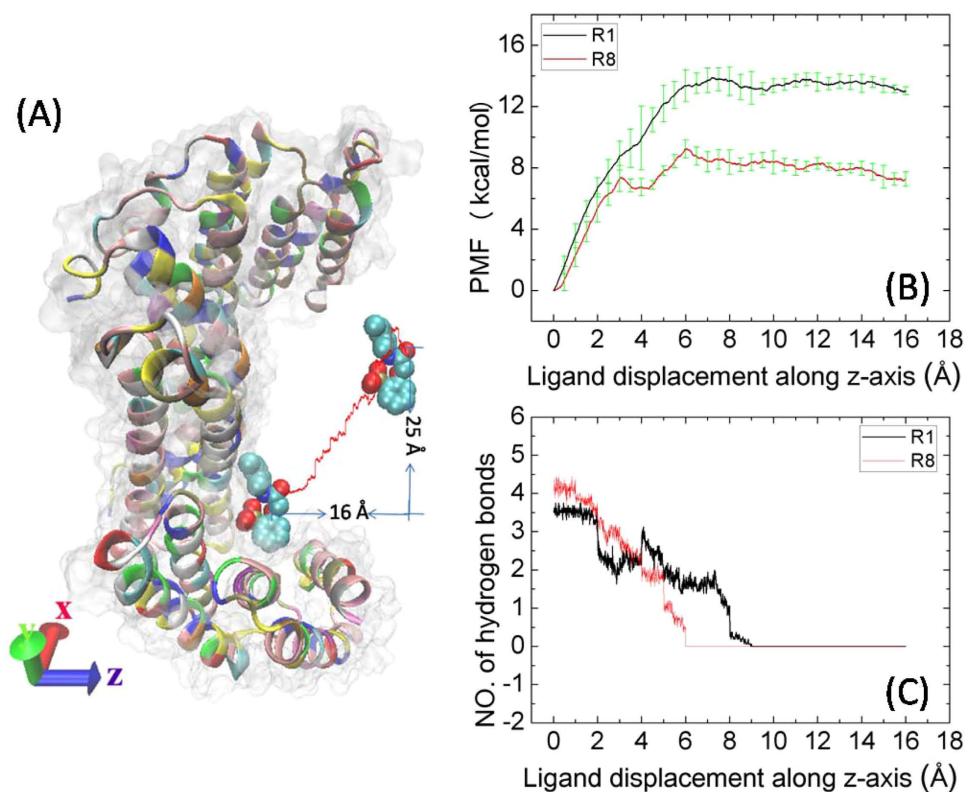 (A)
25 Å
16 Å
Y
X
Z
R1
R8
16
12
8
4
0
PMF ( kcal/mol)
(B)
0 2 4 6 8 10 12 14 16 18
Ligand displacement along z-axis (Å)
R1
R8
6
5
4
3
2
1
0
-1
-2
NO. of hydrogen bonds
(C)
0 2 4 6 8 10 12 14 16 18
Ligand displacement along z-axis (Å)